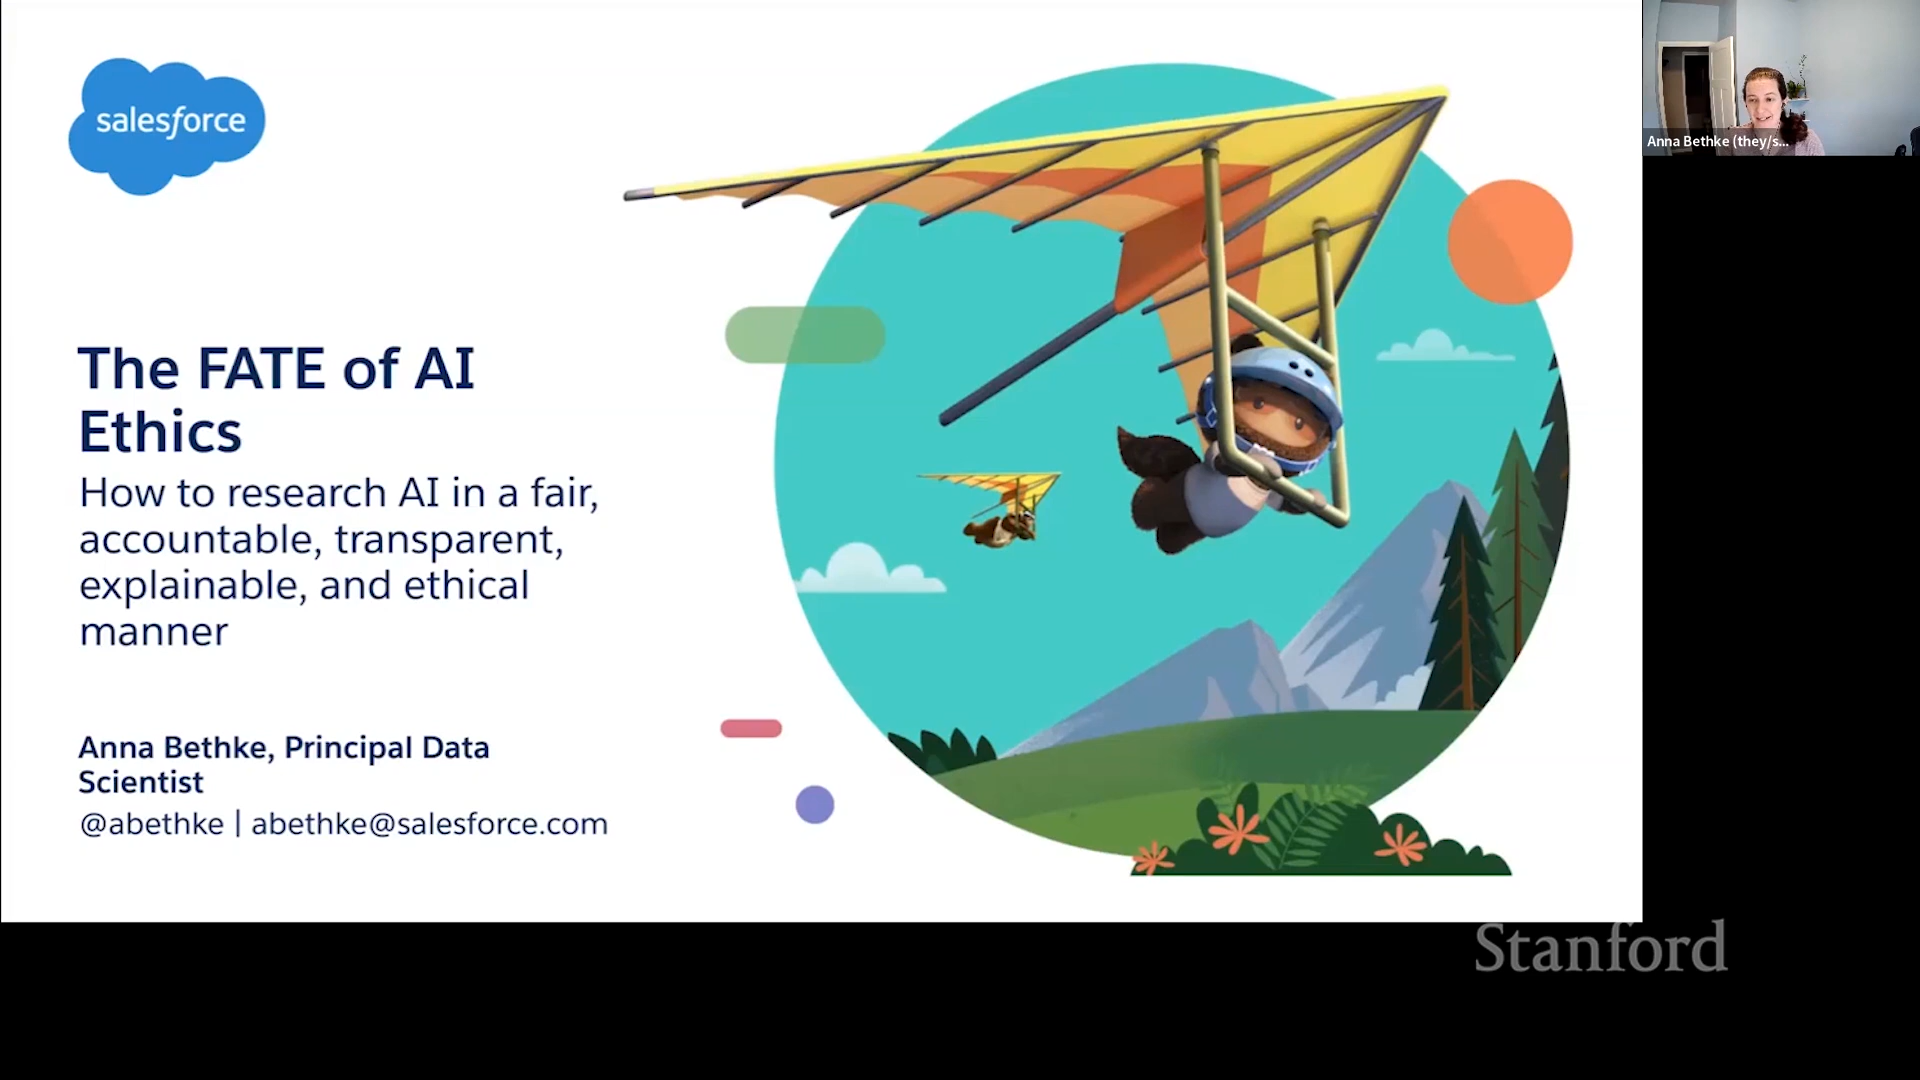 salesforce
The FATE of AI
Ethics
How to research AI in a fair,
accountable, transparent,
explainable, and ethical
manner
Anna Bethke, Principal Data
Scientist
@abethke | abethke@salesforce.com
Anna Bethke (they/s...
Stanford